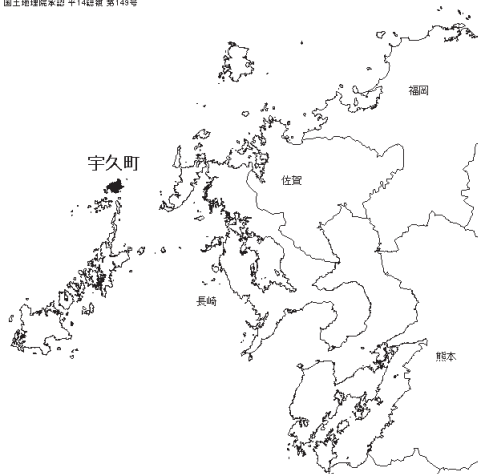 国土地理院承認 平14総複 第149号
福岡
宇久町
佐賀
長崎
熊本